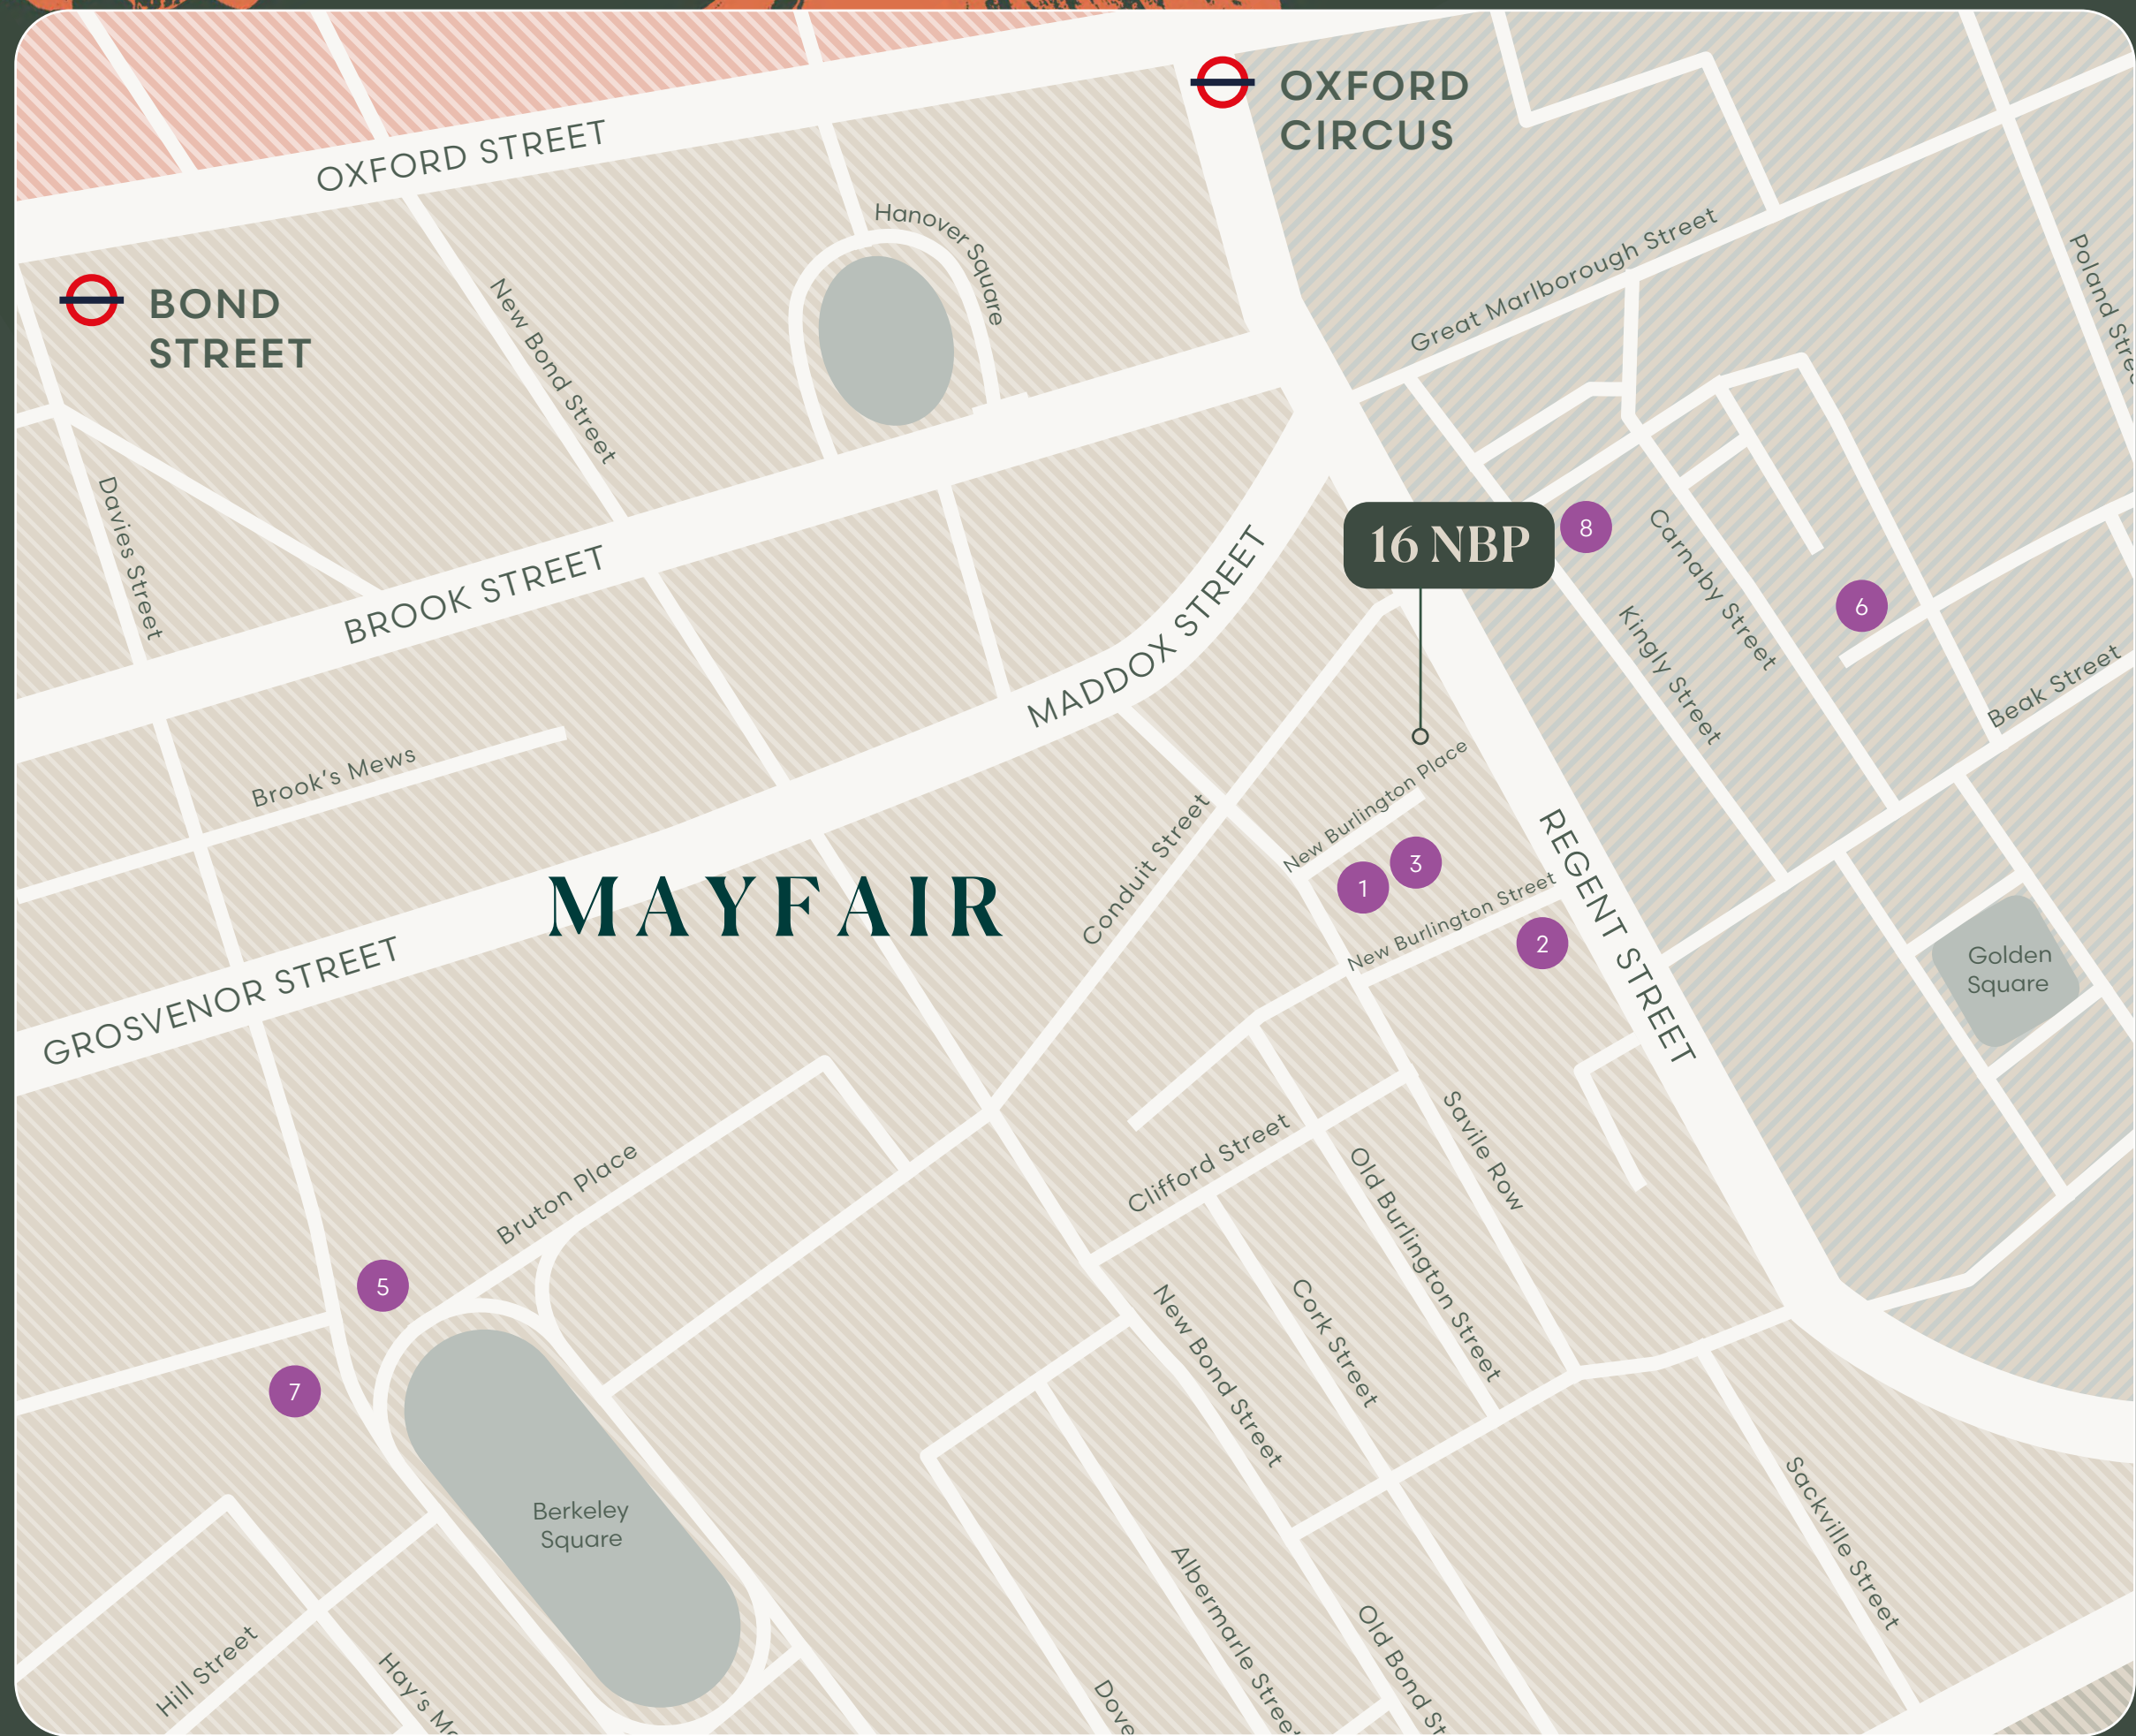 OXFORD
CIRCUS
OXFORD STREET
Hanover Square
Great Marlborough Street
Poland Stree
BOND
STREET
New Bond Street
Davies Street
16 NBP
8
Carnaby Street
6
Kingly Street
Beak Street
BROOK STREET
MADDOX STREET
Brook's Mews
New Burlington Place
Conduit Street
1
3
REGENT STREET
MAYFAIR
New Burlington Street
2
Golden
Square
GROSVENOR STREET
Bruton Place
Clifford Street
Savile Row
Old Burlington Street
5
Cork Street
New Bond Street
7
Berkeley
Square
Sackville Street
Albermarle Street
Old Bond St
Hill Street
Hay's Me
Dove